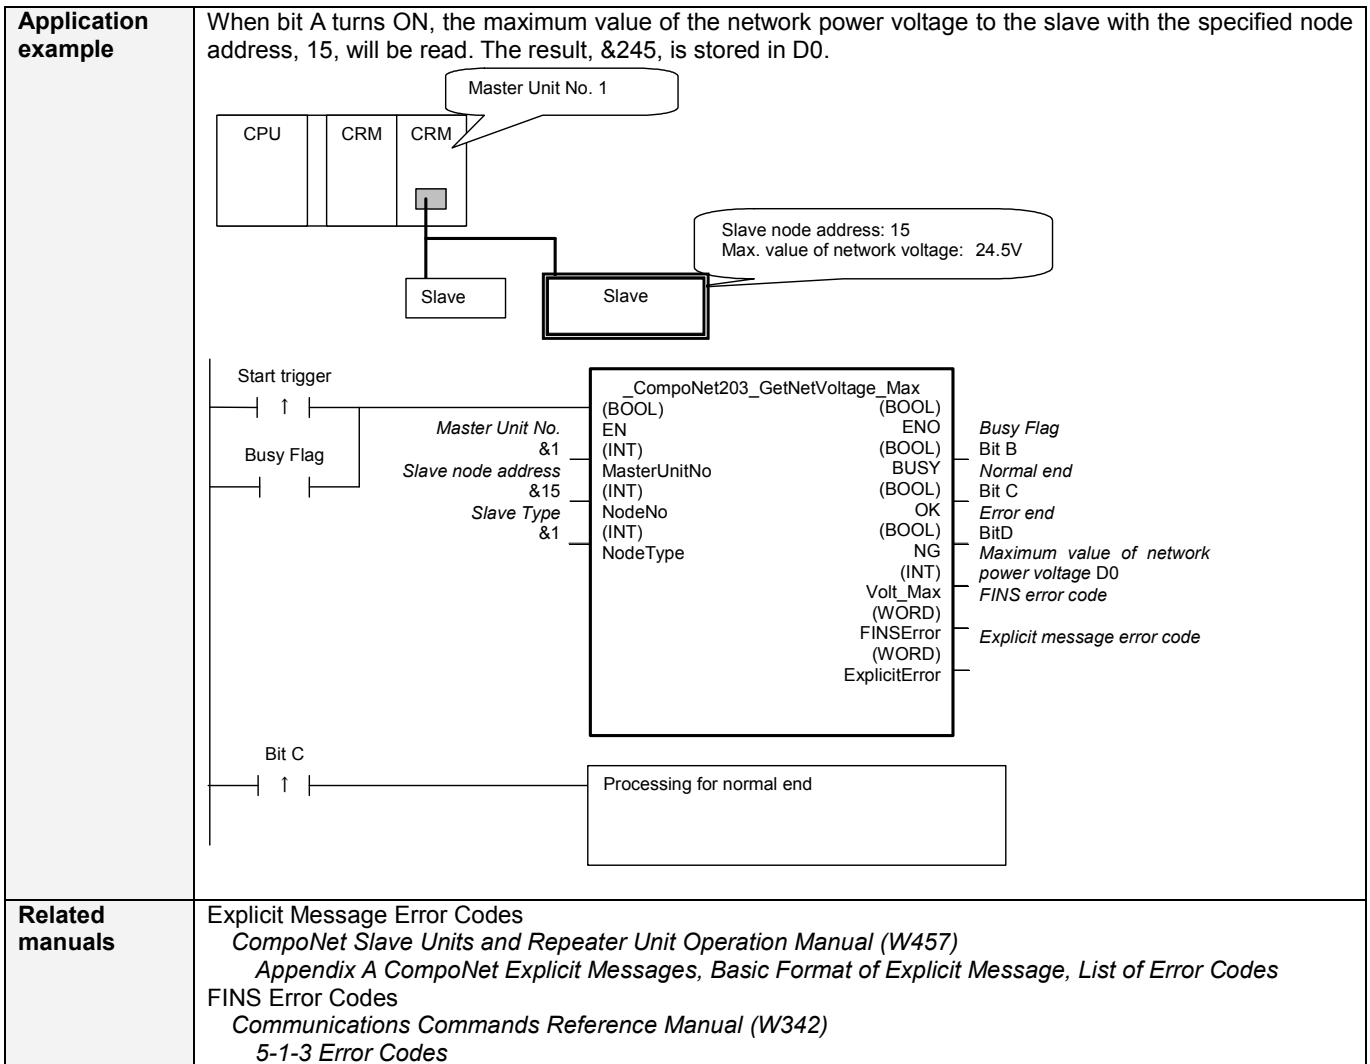 Application
example
When bit A turns ON, the maximum value of the network power voltage to the slave with the specified node
address, 15, will be read. The result, &245, is stored in D0.
Master Unit No. 1
CPU
CRM
CRM
Slave node address: 15
Max. value of network voltage: 24.5V
Slave
Slave
Start trigger
↑
Busy Flag
Master Unit No.
&1
Slave node address
&15
Slave Type
&1
_CompoNet203_GetNetVoltage_Max
(BOOL)
EN
(INT)
MasterUnitNo
(INT)
NodeNo
(INT)
NodeType
(BOOL)
ENO
(BOOL)
BUSY
(BOOL)
OK
(BOOL)
NG
(INT)
Volt_Max
(WORD)
FINSError
(WORD)
ExplicitError
Busy Flag
Bit B
Normal end
Bit C
Error end
BitD
Maximum value of network
power voltage D0
FINS error code
Explicit message error code
Bit C
↑
Processing for normal end
Related
manuals
Explicit Message Error Codes
CompoNet Slave Units and Repeater Unit Operation Manual (W457)
Appendix A CompoNet Explicit Messages, Basic Format of Explicit Message, List of Error Codes
FINS Error Codes
Communications Commands Reference Manual (W342)
5-1-3 Error Codes